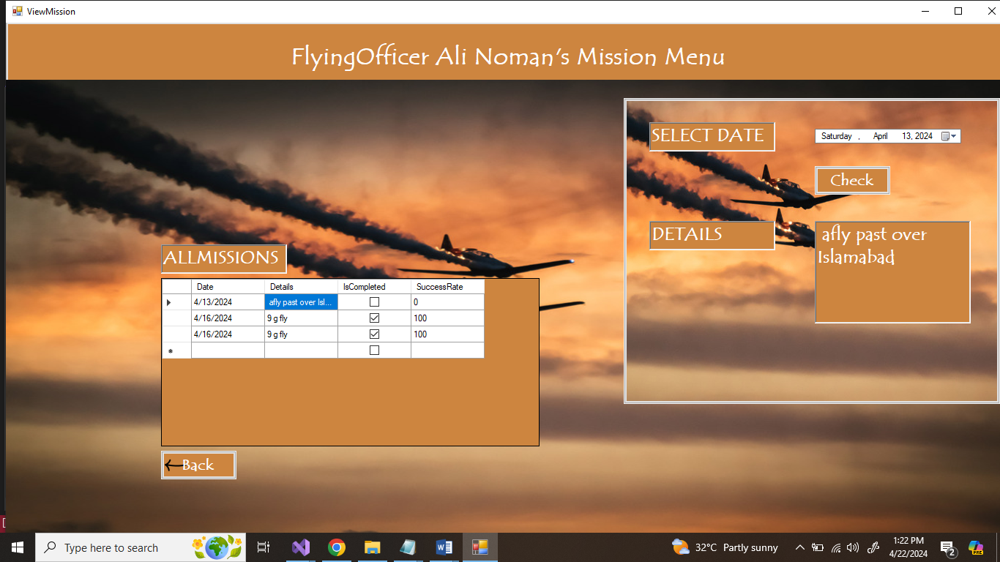 ViewMission
FlyingOfficer Ali Noman's Mission Menu
SELECT DATE
Saturday , April 13, 2024
Check
DETAILS
afly past over
Islamabad
ALLMISSIONS
Date Details IsCompleted SuccessRate
4/13/2024 afly past over Isl... 0
4/16/2024 9 g fly 100
4/16/2024 9 g fly 100
Back
Type here to search
32°C Partly sunny
1:22 PM
4/22/2024
2
PRE